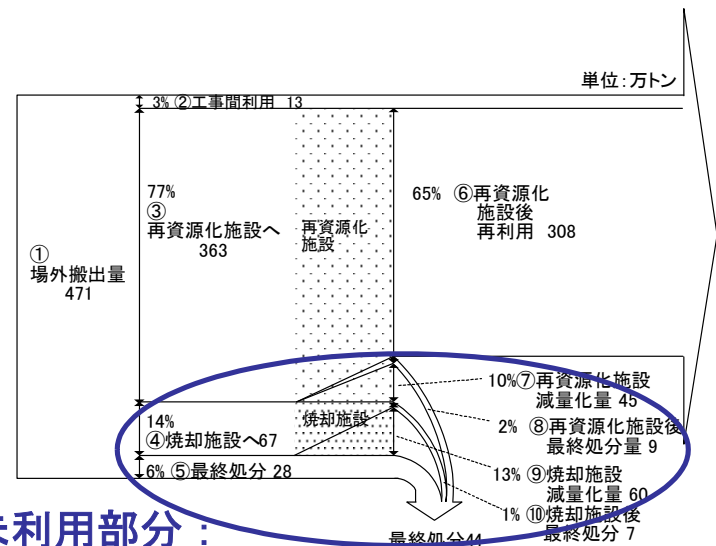 単位:万トン
3% ②工事間利用 13
77%
③
再資源化施設へ
363
再資源化
施設
65% ⑥再資源化
施設後
再利用 308
①
場外搬出量
471
10%⑦再資源化施設
減量化量 45
14%
④焼却施設へ67
焼却施設
2% ⑧再資源化施設後
最終処分量 9
6% ⑤最終処分 28
13% ⑨焼却施設
減量化量 60
1% ⑩焼却施設後
最終処分 7
最終処分44
未利用部分: